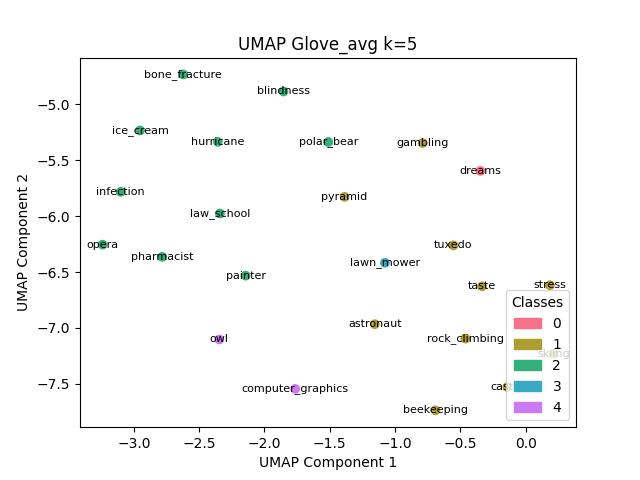 UMAP Glove_avg k=5
bone_fracture
blindness
ice_cream
hurricane
polar_bear
gambling
dreams
infection
pyramid
law_school
opera
pharmacist
painter
lawn_mower
tuxedo
taste
stress
owl
astronaut
rock_climbing
skiing
computer_graphics
beekeeping
Classes
0
1
2
3
4
−5.0
−5.5
−6.0
−6.5
−7.0
−7.5
UMAP Component 2
−3.0
−2.5
−2.0
−1.5
−1.0
−0.5
0.0
UMAP Component 1